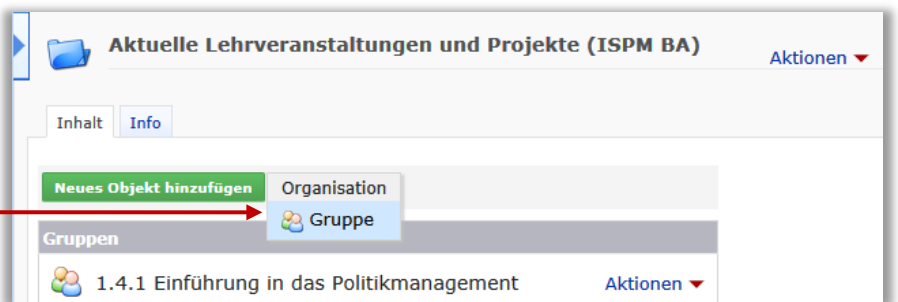 Aktuelle Lehrveranstaltungen und Projekte (ISPM BA)
Aktionen
Inhalt Info
Neues Objekt hinzufügen Organisation
Gruppe
Gruppen
1.4.1 Einführung in das Politikmanagement Aktionen